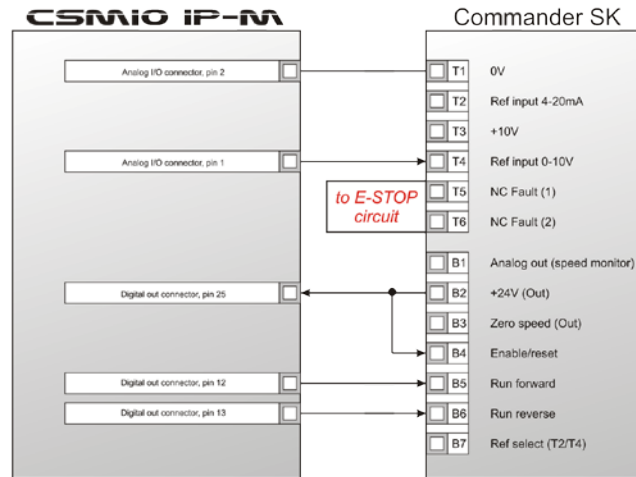 CSMIO IP-M
Commander SK
Analog I/O connector, pin 2
T1 0V
T2 Ref input 4-20mA
T3 +10V
Analog I/O connector, pin 1
T4 Ref input 0-10V
to E-STOP
circuit
T5 NC Fault (1)
T6 NC Fault (2)
B1 Analog out (speed monitor)
Digital out connector, pin 25
B2 +24V (Out)
B3 Zero speed (Out)
B4 Enable/reset
Digital out connector, pin 12
B5 Run forward
Digital out connector, pin 13
B6 Run reverse
B7 Ref select (T2/T4)